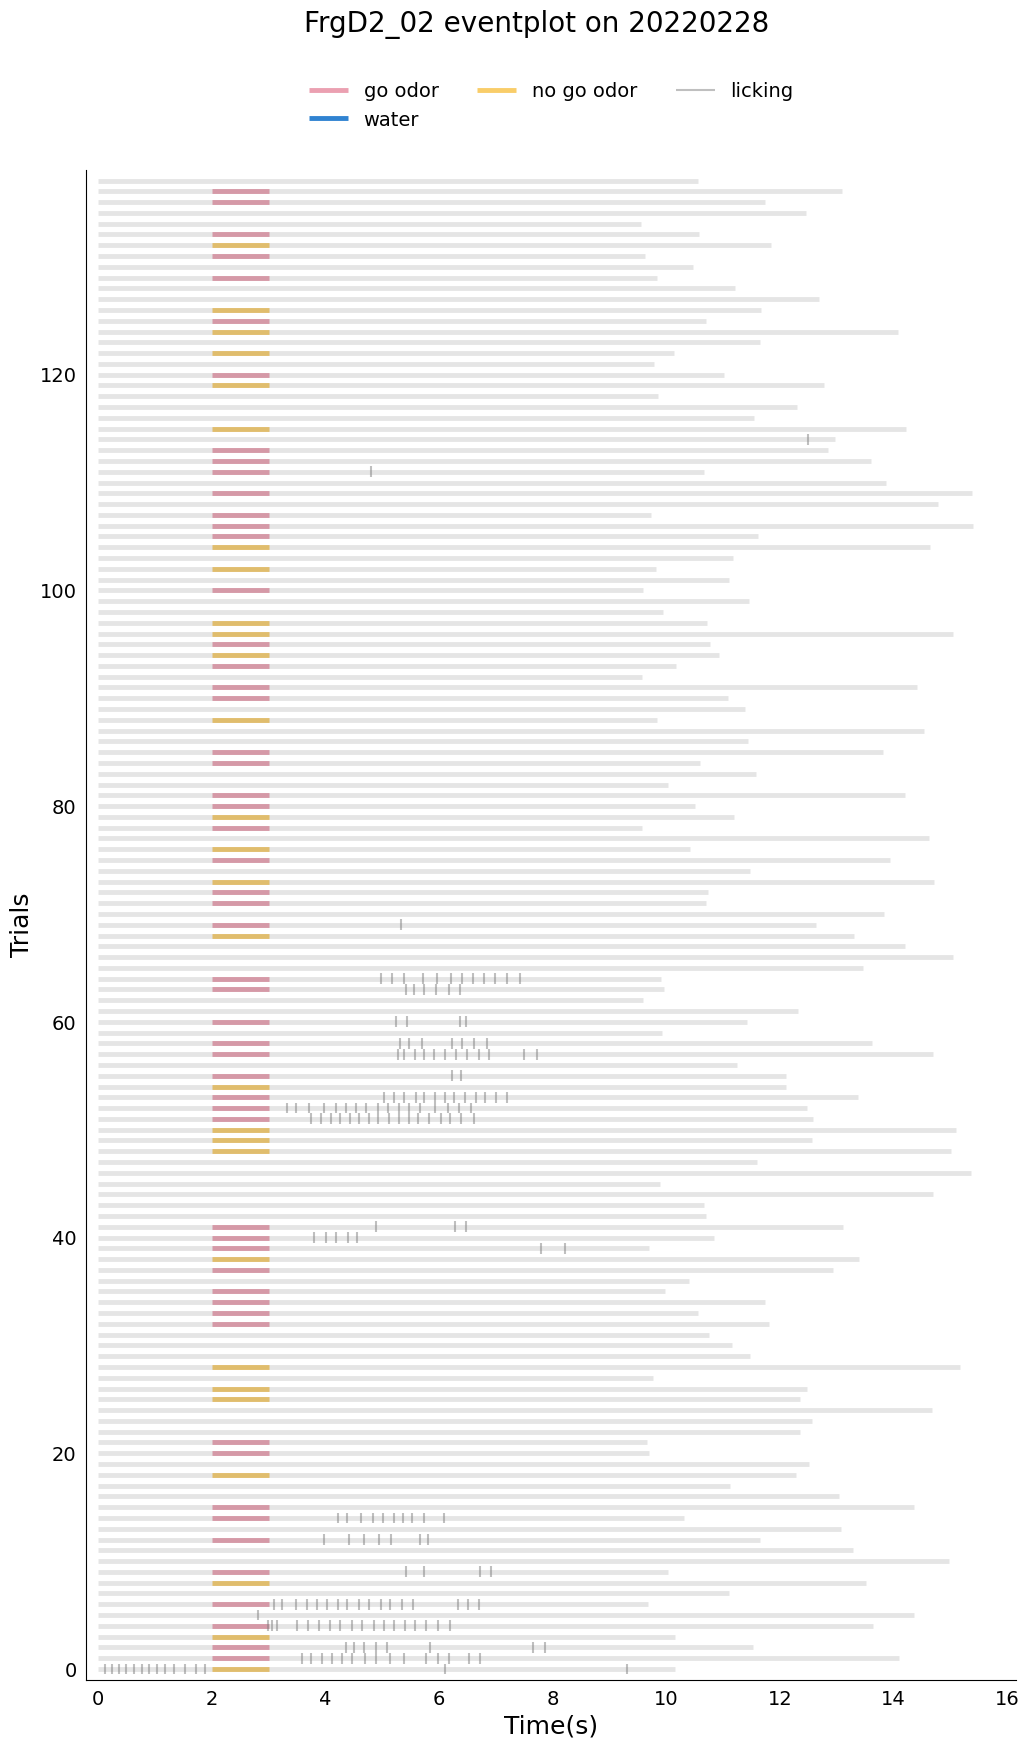 FrgD2_02 eventplot on 20220228
go odor
no go odor
licking
water
120
100
80
60
40
20
0
Trials
0 2 4 6 8 10 12 14 16
Time(s)